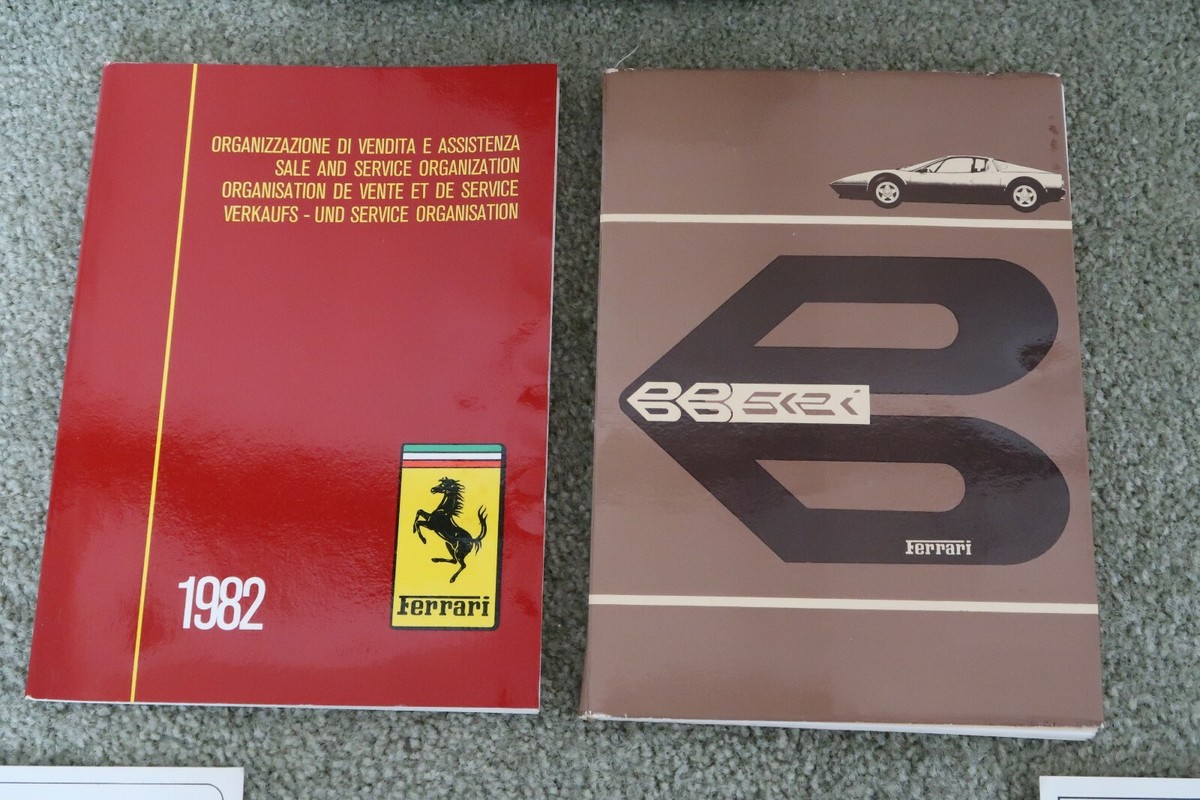 ORGANIZZAZIONE DI VENDITA E ASSISTENZA
SALE AND SERVICE ORGANIZATION
ORGANISATION DE VENTE ET DE SERVICE
VERKAUFS - UND SERVICE ORGANISATION
1982
Ferrari
BB 512i
Ferrari